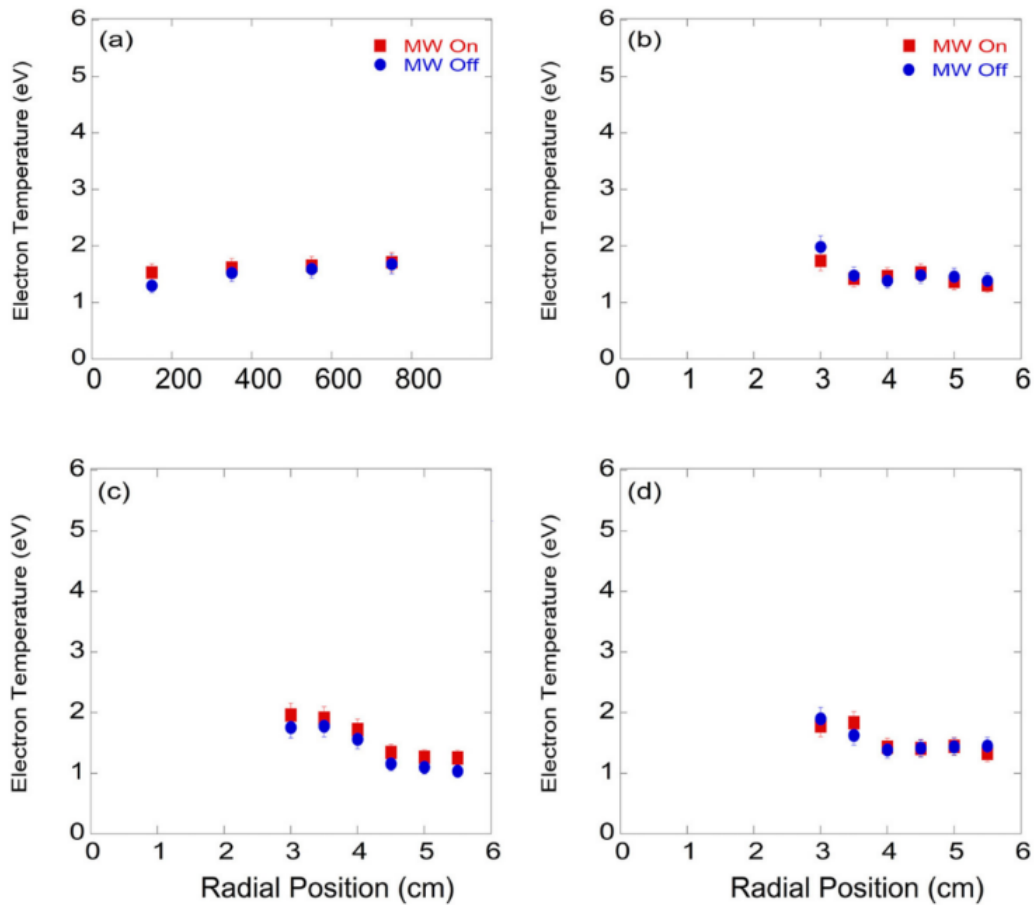 (a)
MW On
MW Off
Electron Temperature (eV)
6
5
4
3
2
1
0
0 200 400 600 800
(b)
MW On
MW Off
Electron Temperature (eV)
6
5
4
3
2
1
0
0 1 2 3 4 5 6
(c)
Electron Temperature (eV)
6
5
4
3
2
1
0
0 1 2 3 4 5 6
Radial Position (cm)
(d)
Electron Temperature (eV)
6
5
4
3
2
1
0
0 1 2 3 4 5 6
Radial Position (cm)